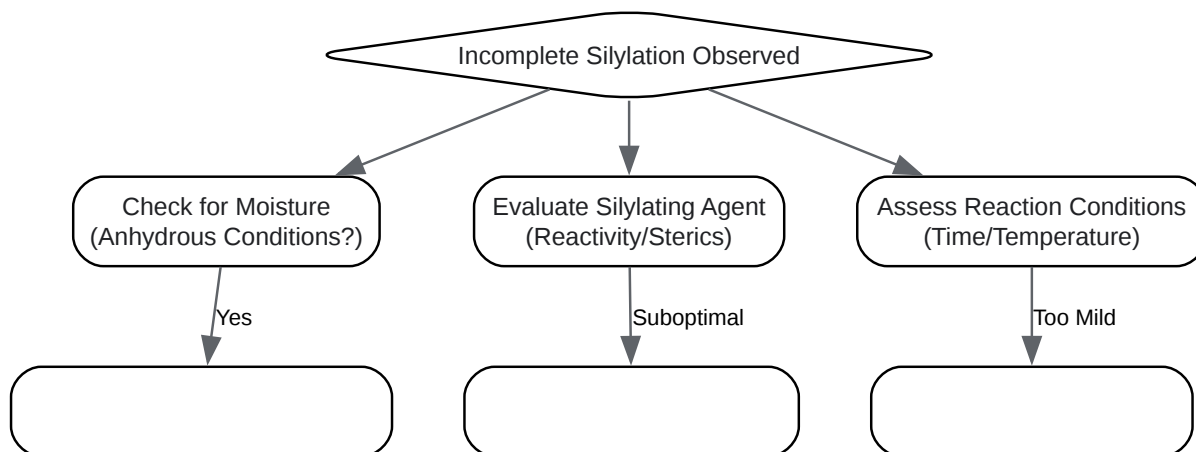 Incomplete Silylation Observed
Check for Moisture
(Anhydrous Conditions?)
Evaluate Silylating Agent
(Reactivity/Sterics)
Assess Reaction Conditions
(Time/Temperature)
Yes
Suboptimal
Too Mild